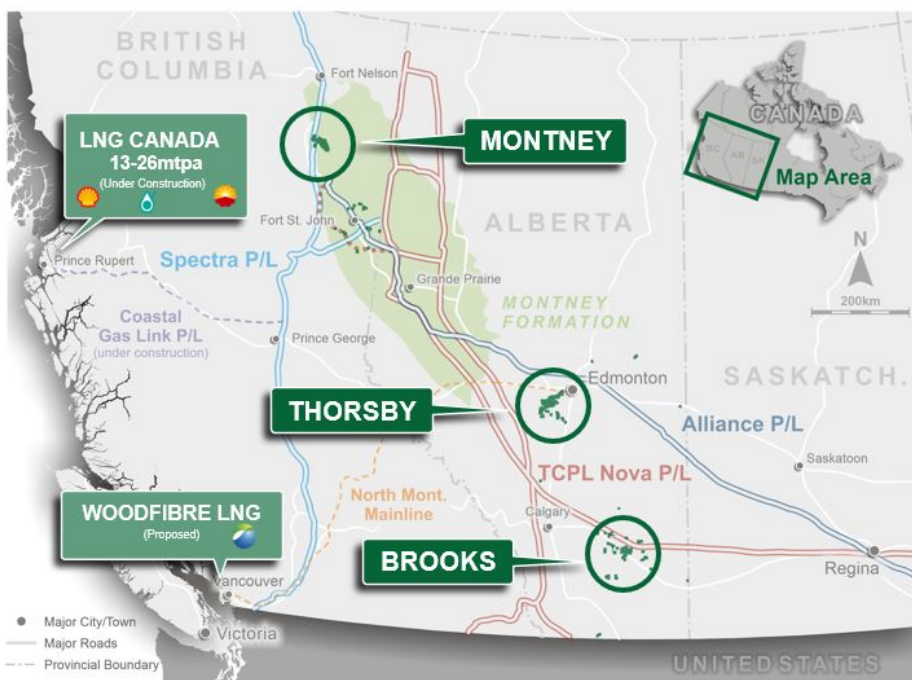 BRITISH
COLUMBIA
Fort Nelson
LNG CANADA
13-26mtpa
(Under Construction)
MONTNEY
CANADA
BC
AB
SK
Map Area
Fort St. John
ALBERTA
N
Prince Rupert
Spectra P/L
Grande Prairie
200km
Coastal
Gas Link P/L
(under construction)
MONTNEY
FORMATION
Prince George
SASKATCH.
THORSBY
Edmonton
Alliance P/L
TCPL Nova P/L
Saskatoon
North Mont.
Mainline
WOODFIBRE LNG
(Proposed)
Calgary
BROOKS
Regina
Vancouver
Major City/Town
Major Roads
Provincial Boundary
Victoria
UNITED STATES